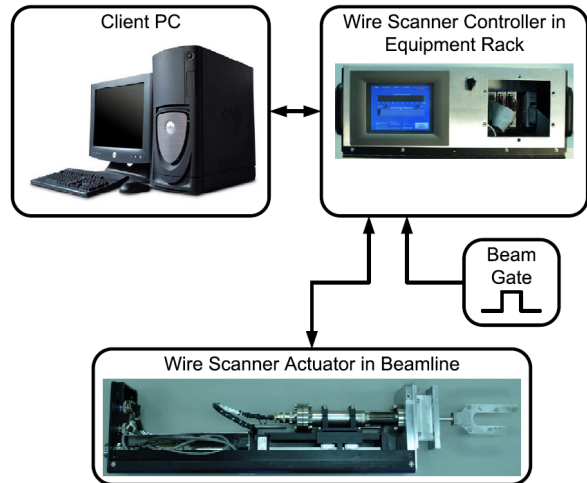 Client PC
Wire Scanner Controller in
Equipment Rack
Beam
Gate
Wire Scanner Actuator in Beamline